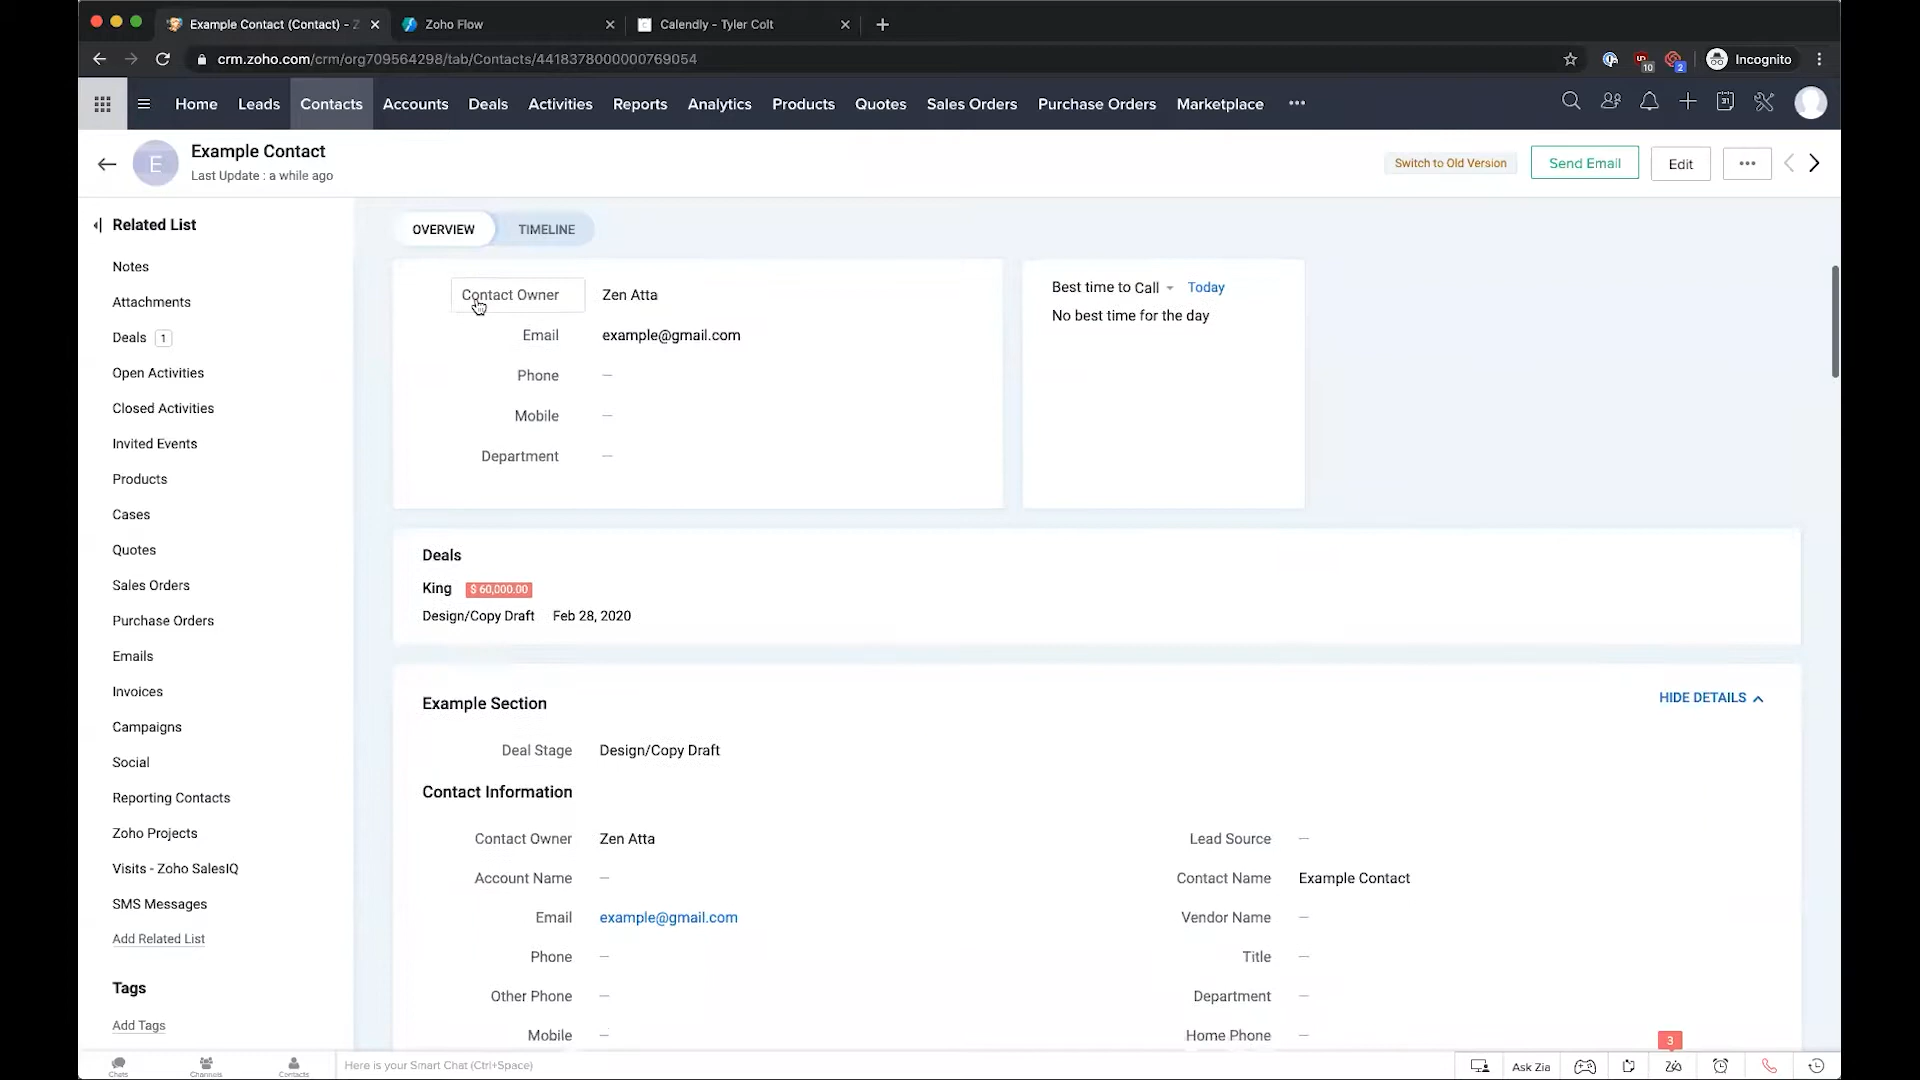 Example Contact (Contact) - Z
Zoho Flow
Calendly - Tyler Colt
crm.zoho.com/crm/org709564298/tab/Contacts/4418378000000769054
10
2
Incognito
Home Leads Contacts Accounts Deals Activities Reports Analytics Products Quotes Sales Orders Purchase Orders Marketplace
31
E
Example Contact
Last Update : a while ago
Switch to Old Version
Send Email
Edit
Related List
Notes
Attachments
Deals 1
Open Activities
Closed Activities
Invited Events
Products
Cases
Quotes
Sales Orders
Purchase Orders
Emails
Invoices
Campaigns
Social
Reporting Contacts
Zoho Projects
Visits - Zoho SalesIQ
SMS Messages
Add Related List
Tags
Add Tags
OVERVIEW TIMELINE
Contact Owner Zen Atta
Email example@gmail.com
Phone —
Mobile —
Department —
Best time to Call Today
No best time for the day
Deals
King $ 60,000.00
Design/Copy Draft Feb 28, 2020
Example Section
HIDE DETAILS
Deal Stage Design/Copy Draft
Contact Information
Contact Owner Zen Atta
Lead Source —
Account Name —
Contact Name Example Contact
Email example@gmail.com
Vendor Name —
Phone —
Title —
Other Phone —
Department —
Mobile —
Home Phone —
3
Chats
Channels
Contacts
Here is your Smart Chat (Ctrl+Space)
Ask Zia